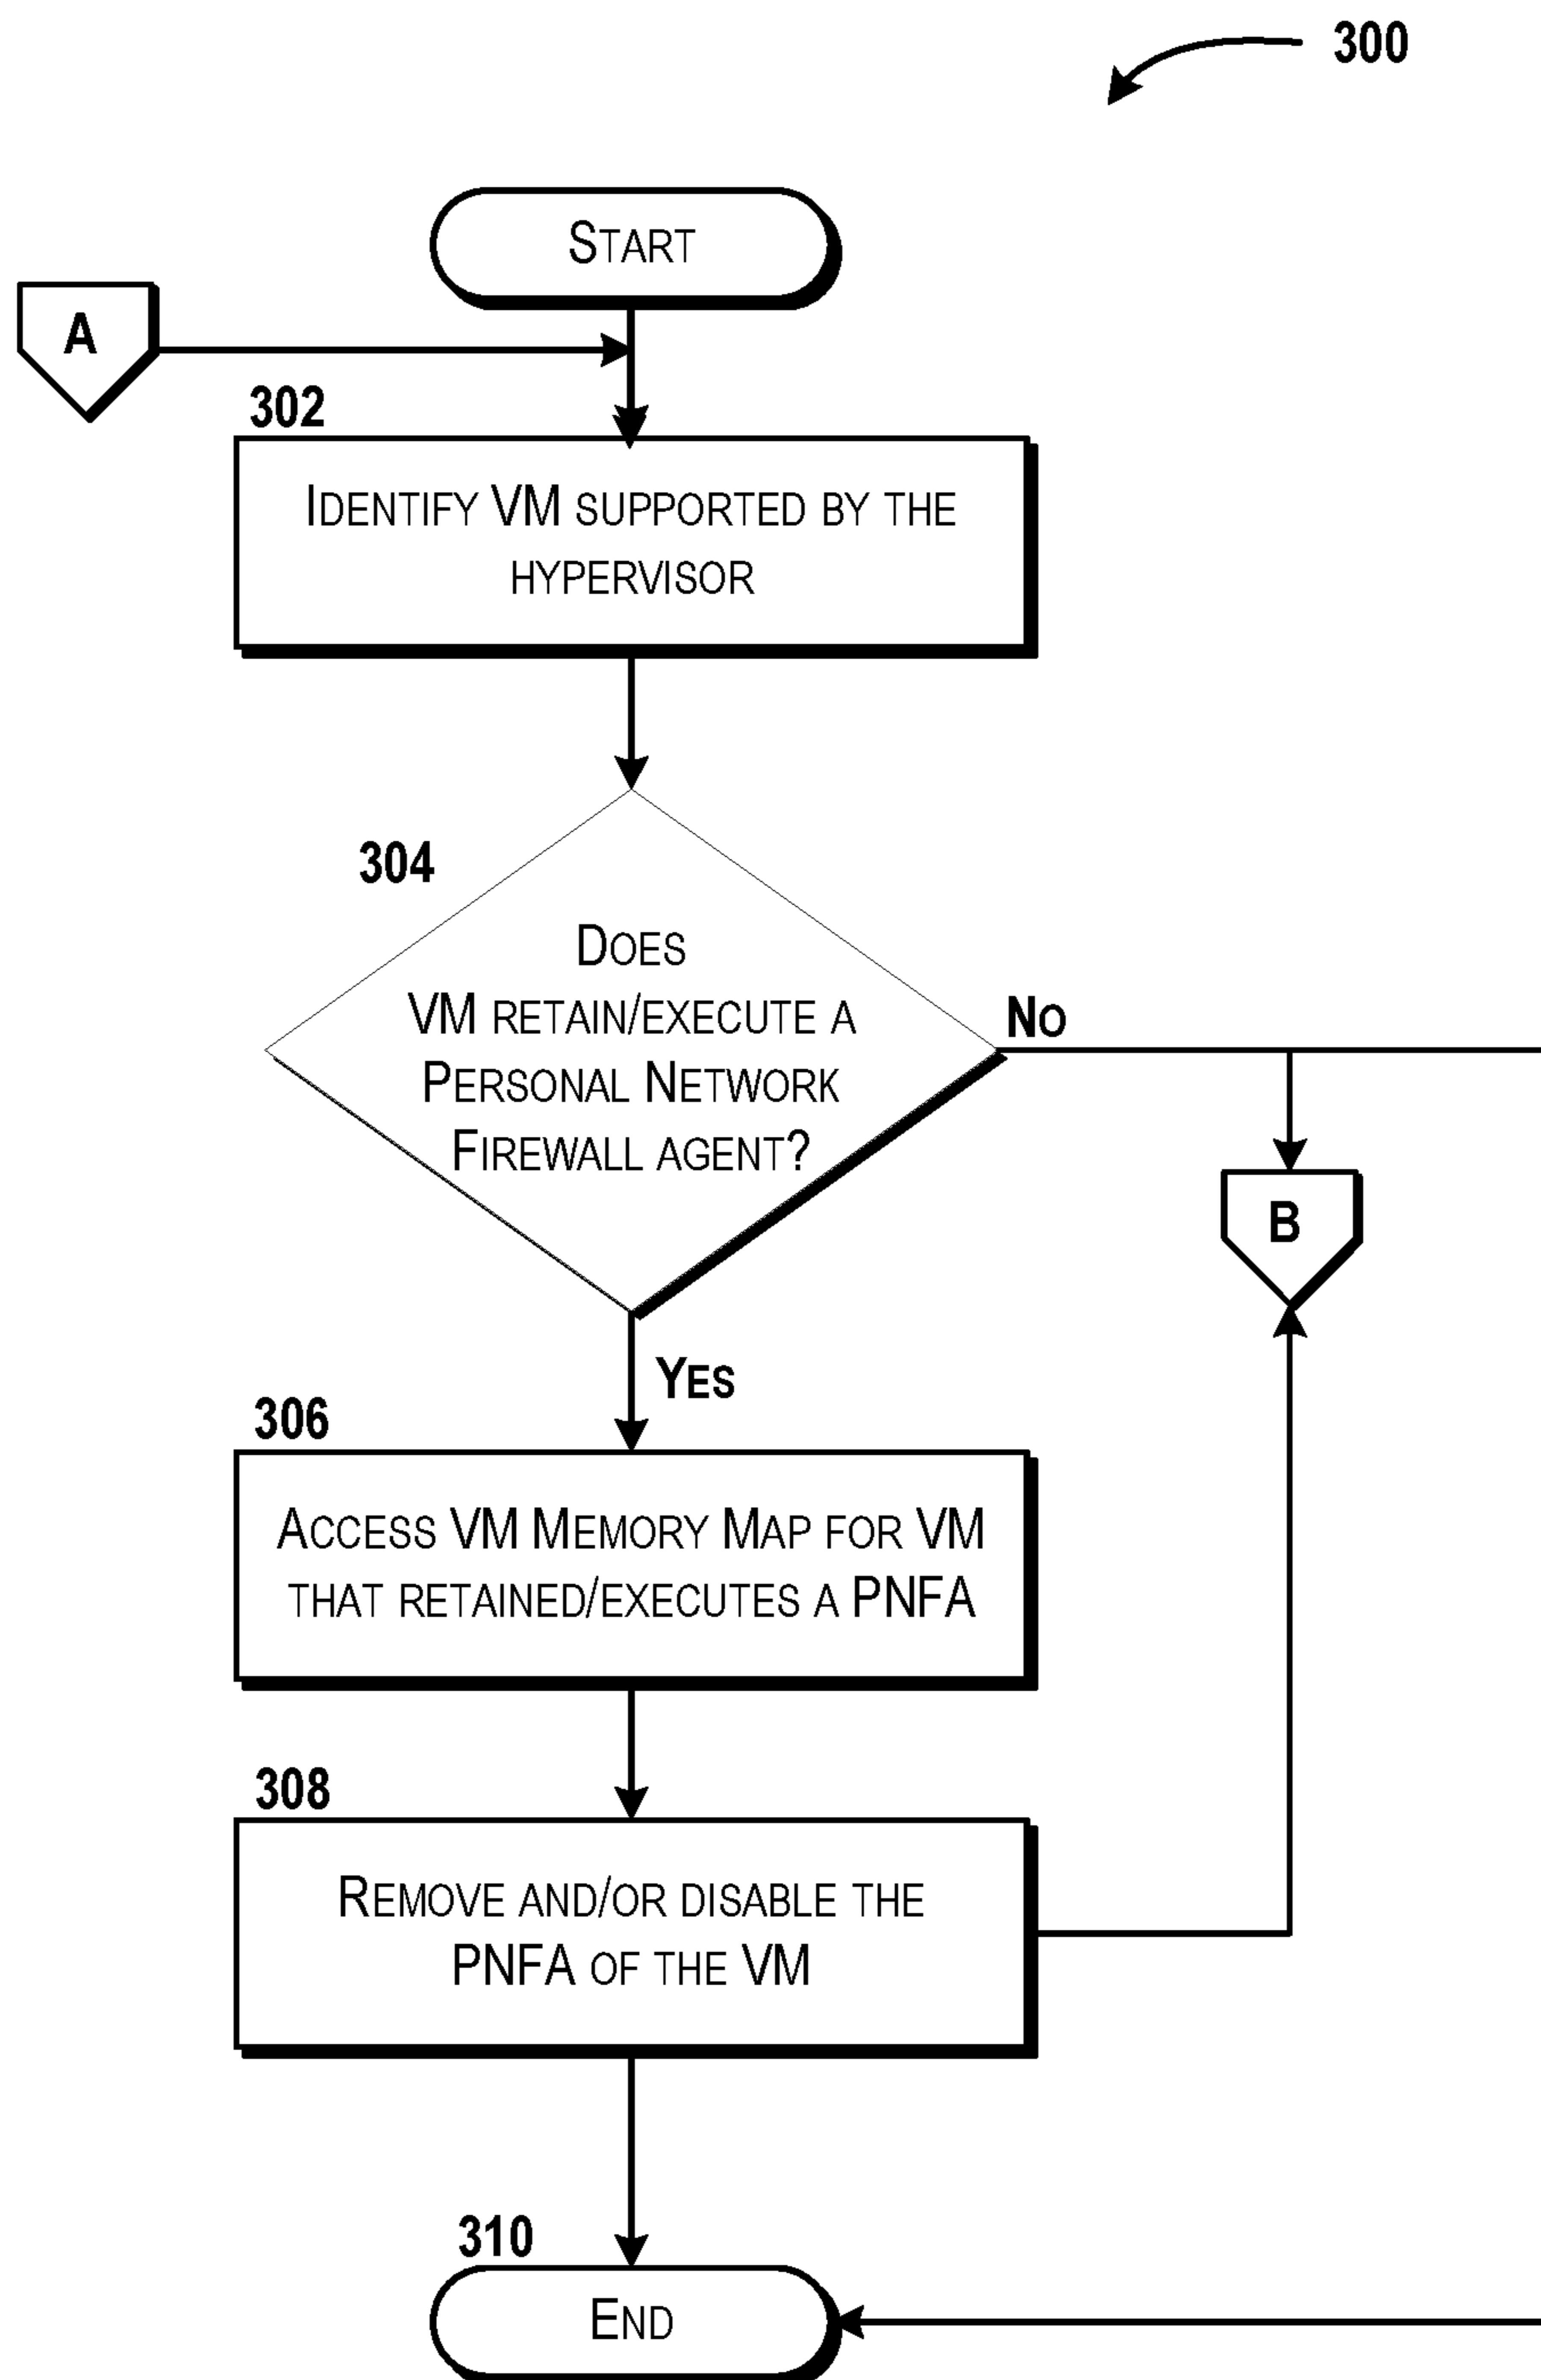 300
START
A
302
IDENTIFY VM SUPPORTED BY THE
HYPERVISOR
304
DOES
VM RETAIN/EXECUTE A
PERSONAL NETWORK
FIREWALL AGENT?
NO
B
YES
306
ACCESS VM MEMORY MAP FOR VM
THAT RETAINED/EXECUTES A PNFA
308
REMOVE AND/OR DISABLE THE
PNFA OF THE VM
310
END